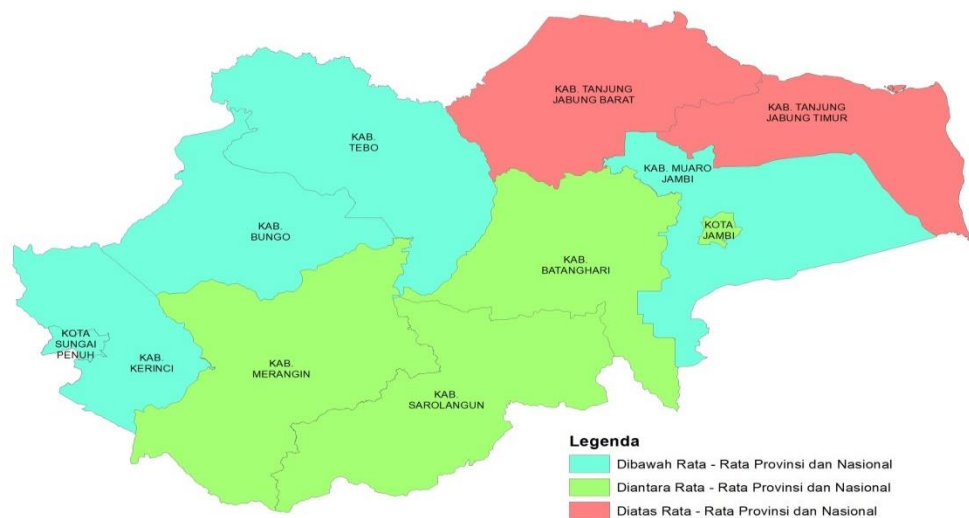 KAB. TANJUNG
JABUNG BARAT
KAB. TANJUNG
JABUNG TIMUR
KAB.
TEBO
KAB. MUARO
JAMBI
KAB.
BUNGO
KOTA
JAMBI
KAB.
BATANGHARI
KOTA
SUNGAI
PENUH
KAB.
KERINCI
KAB.
MERANGIN
KAB.
SAROLANGUN
Legenda
Dibawah Rata - Rata Provinsi dan Nasional
Diantara Rata - Rata Provinsi dan Nasional
Diatas Rata - Rata Provinsi dan Nasional